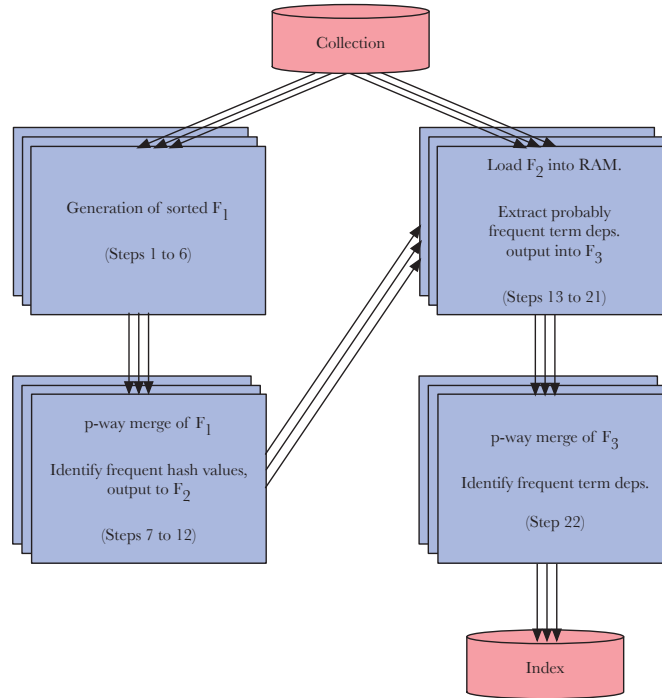 Collection
Generation of sorted F1
(Steps 1 to 6)
Load F2 into RAM.
Extract probably
frequent term deps.
output into F3
(Steps 13 to 21)
p-way merge of F1
Identify frequent hash values,
output to F2
(Steps 7 to 12)
p-way merge of F3
Identify frequent term deps.
(Step 22)
Index